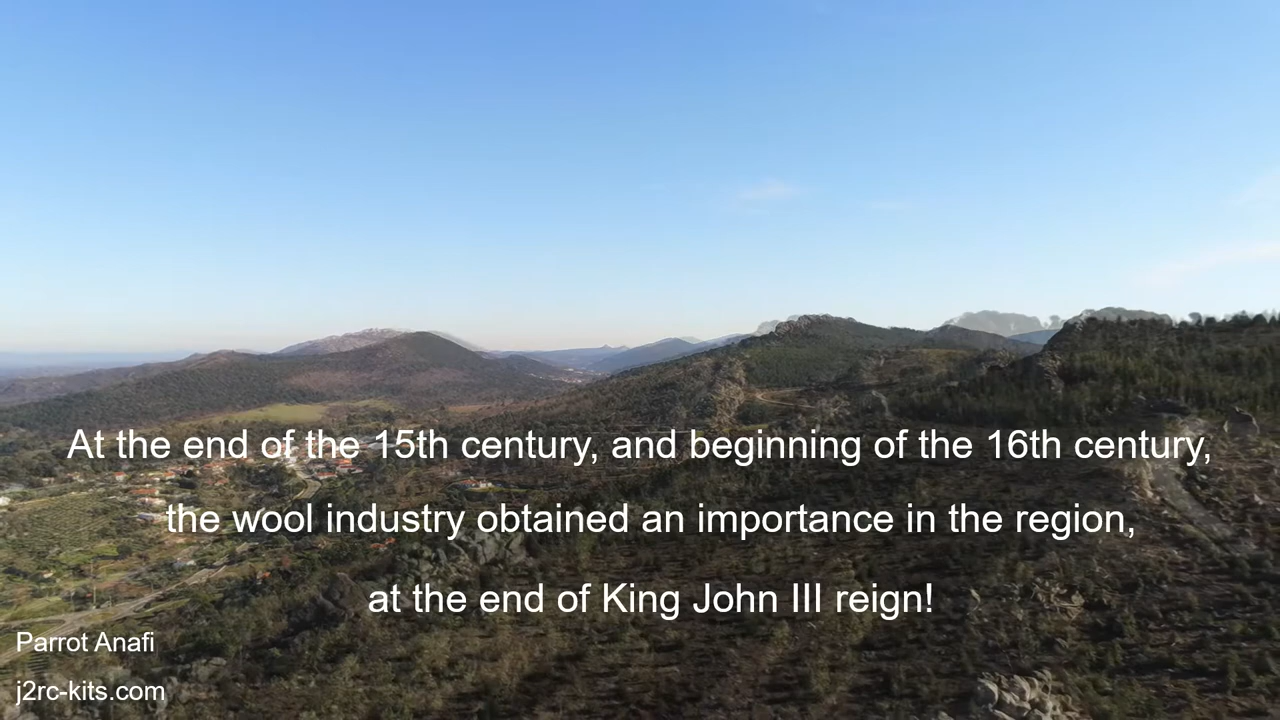 At the end of the 15th century, and beginning of the 16th century,
the wool industry obtained an importance in the region,
at the end of King John III reign!
Parrot Anafi
j2rc-kits.com